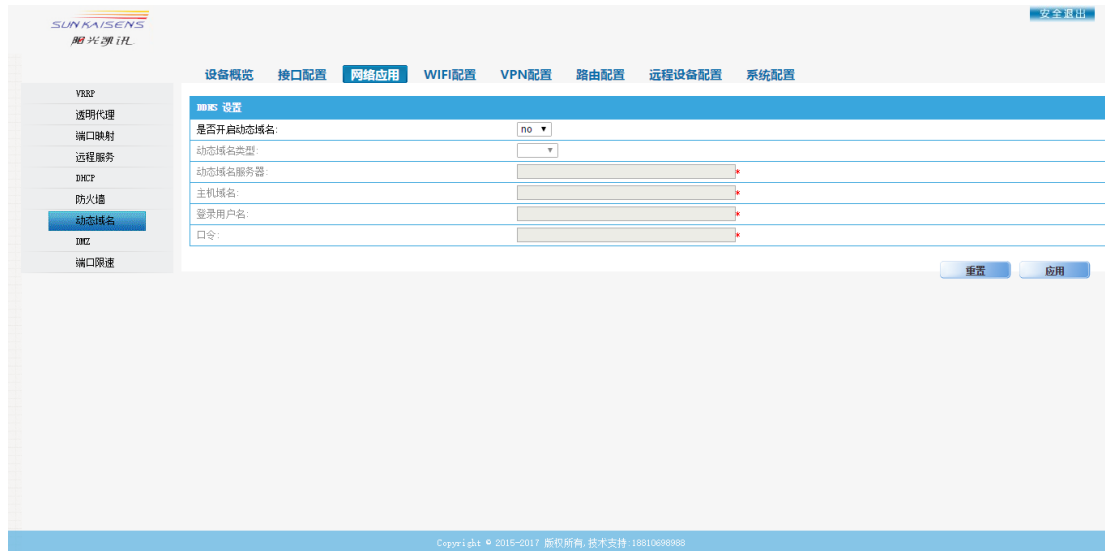 SUNKAISENS
阳光凯讯
安全退出
设备概览 接口配置 网络应用 WIFI配置 VPN配置 路由配置 远程设备配置 系统配置
VRRP
透明代理
端口映射
远程服务
DHCP
防火墙
动态域名
DMZ
端口限速
DDNS 设置
是否开启动态域名: no
动态域名类型:
动态域名服务器: *
主机域名: *
登录用户名: *
口令: *
重置 应用
Copyright © 2015-2017 版权所有,技术支持:18810698988